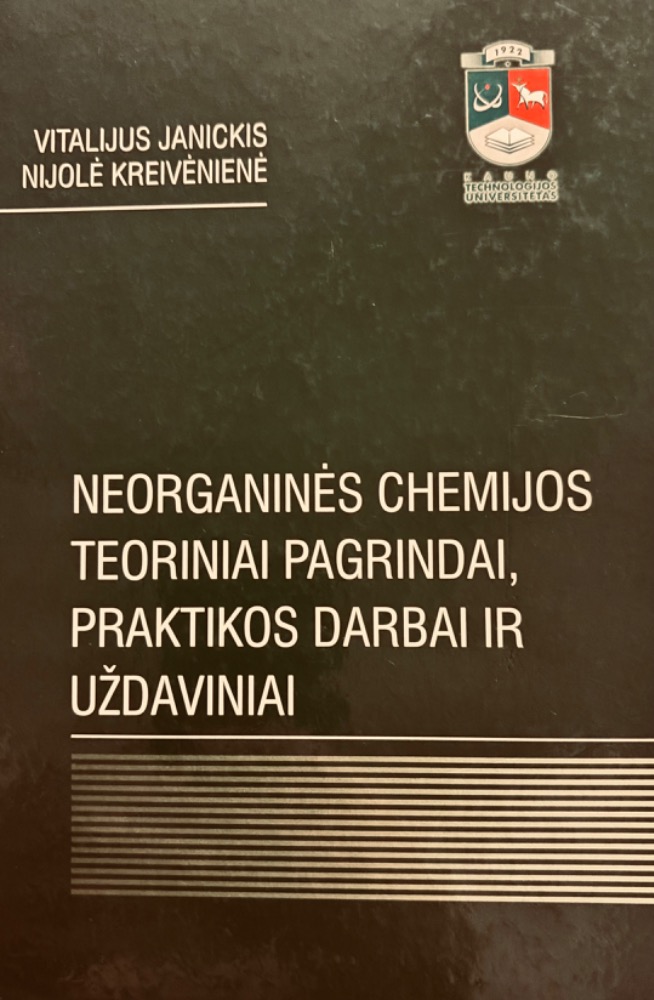 VITALIJUS JANICKIS
NIJOLĖ KREIVĖNIENĖ
1922
KAUNO
TECHNOLOGIJOS
UNIVERSITETAS
NEORGANINĖS CHEMIJOS
TEORINIAI PAGRINDAI,
PRAKTIKOS DARBAI IR
UŽDAVINIAI